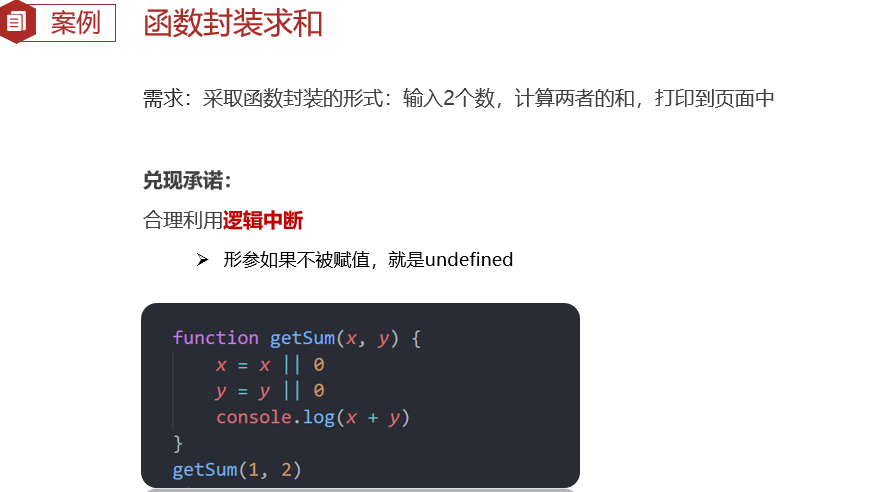 案例
函数封装求和
需求：采取函数封装的形式：输入2个数，计算两者的和，打印到页面中
兑现承诺：
合理利用逻辑中断
➢ 形参如果不被赋值，就是undefined
function getSum(x, y) {
    x = x || 0
    y = y || 0
    console.log(x + y)
}
getSum(1, 2)